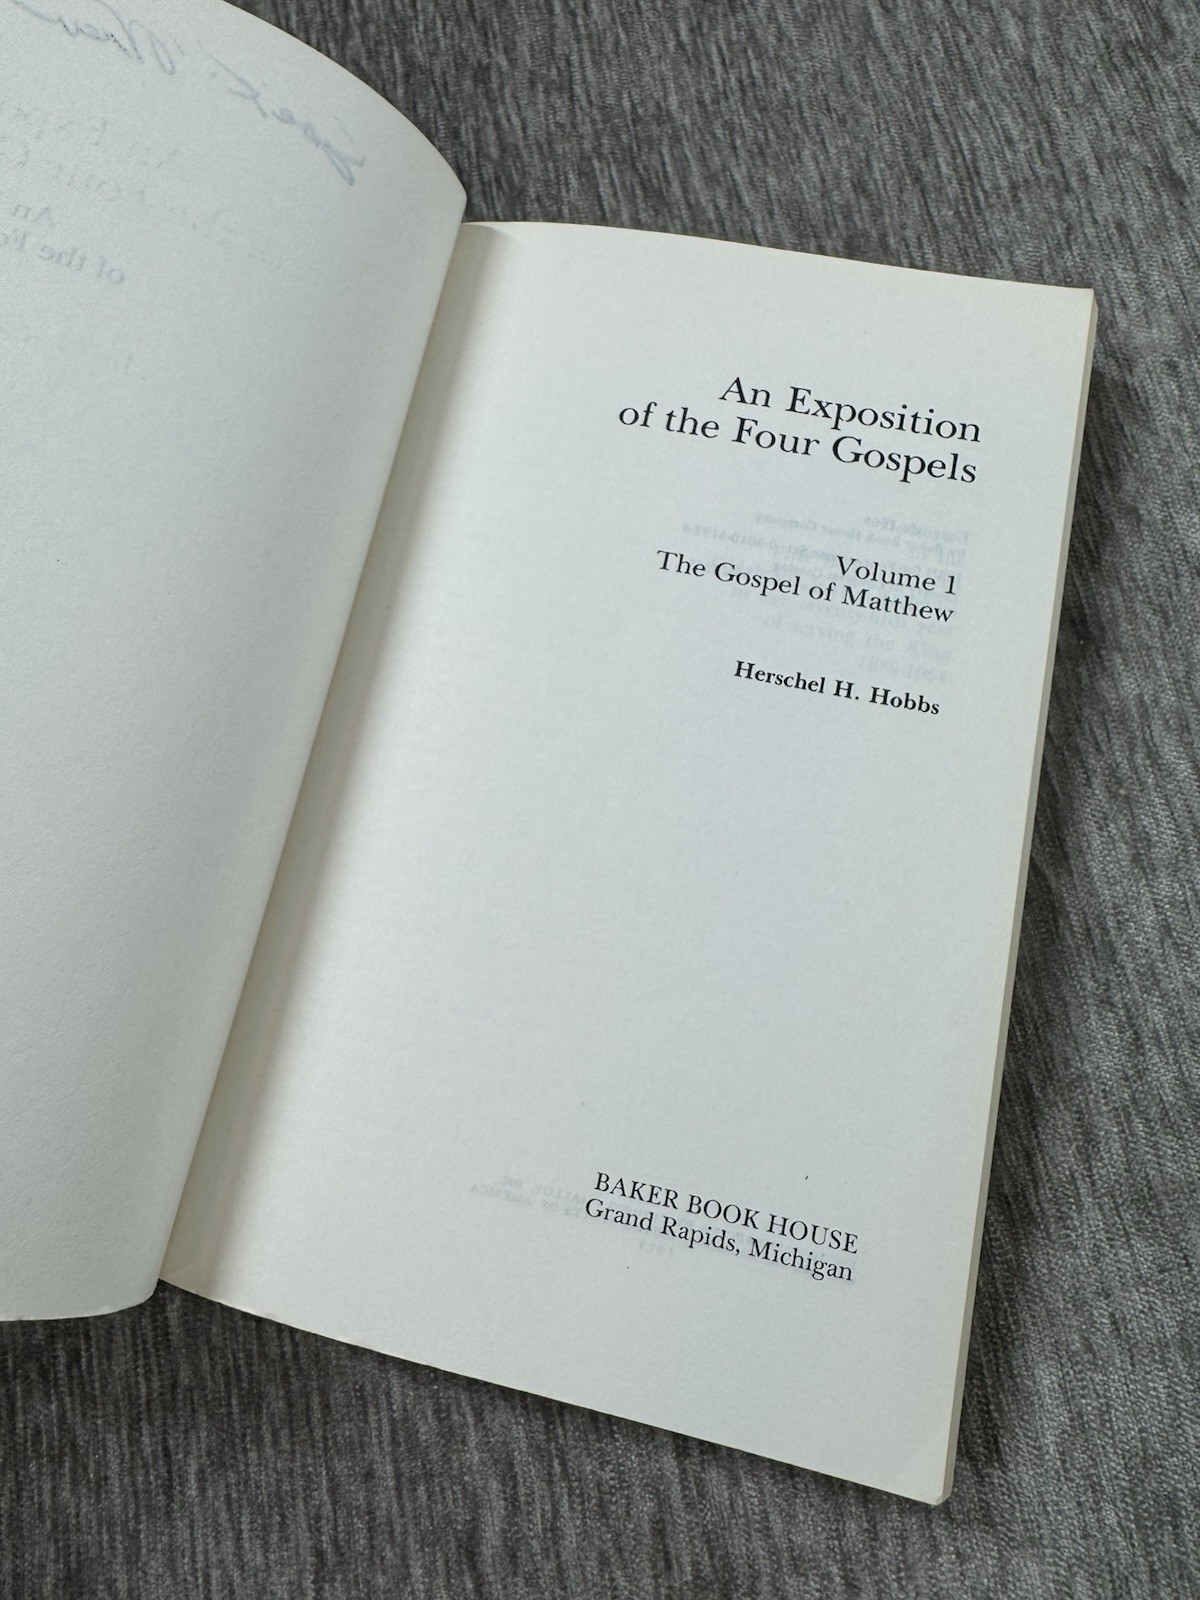 An Exposition
of the Four Gospels
Volume 1
The Gospel of Matthew
Herschel H. Hobbs
BAKER BOOK HOUSE
Grand Rapids, Michigan